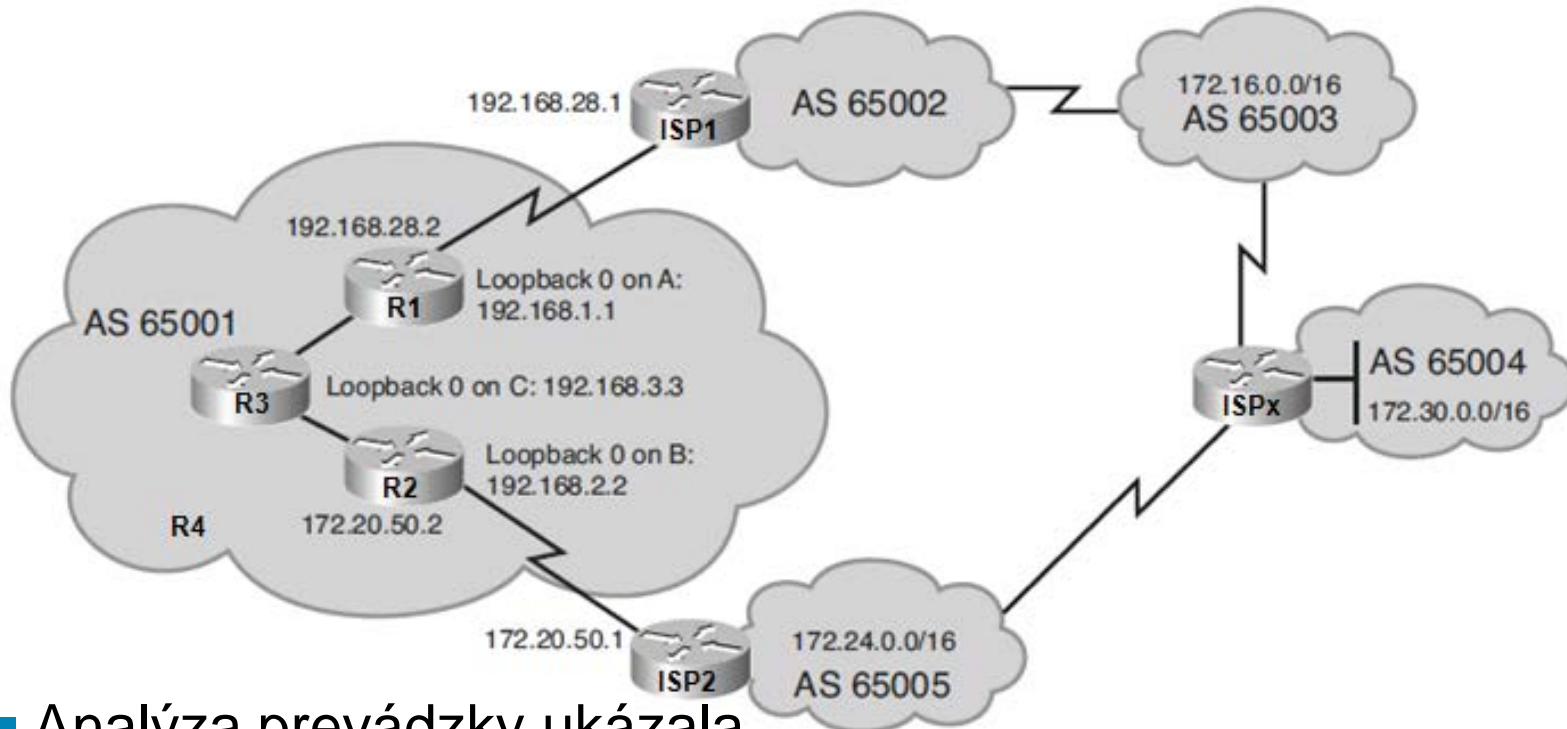 192.168.28.1
ISP1
AS 65002
172.16.0.0/16
AS 65003
192.168.28.2
R1
Loopback 0 on A:
192.168.1.1
AS 65001
R3
Loopback 0 on C: 192.168.3.3
R2
Loopback 0 on B:
192.168.2.2
R4
172.20.50.2
ISPx
AS 65004
172.30.0.0/16
172.20.50.1
ISP2
172.24.0.0/16
AS 65005
Analýza prevádzky ukázala